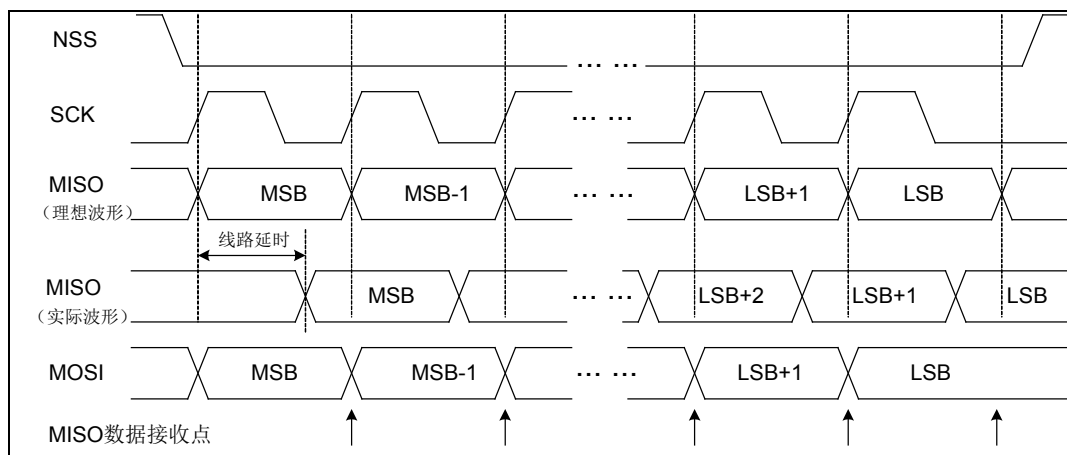 NSS
... ...
SCK
... ...
MISO
(理想波形)
MSB
MSB-1
... ...
LSB+1
LSB
线路延时
MISO
(实际波形)
MSB
... ...
LSB+2
LSB+1
LSB
MOSI
MSB
MSB-1
... ...
LSB+1
LSB
MISO数据接收点